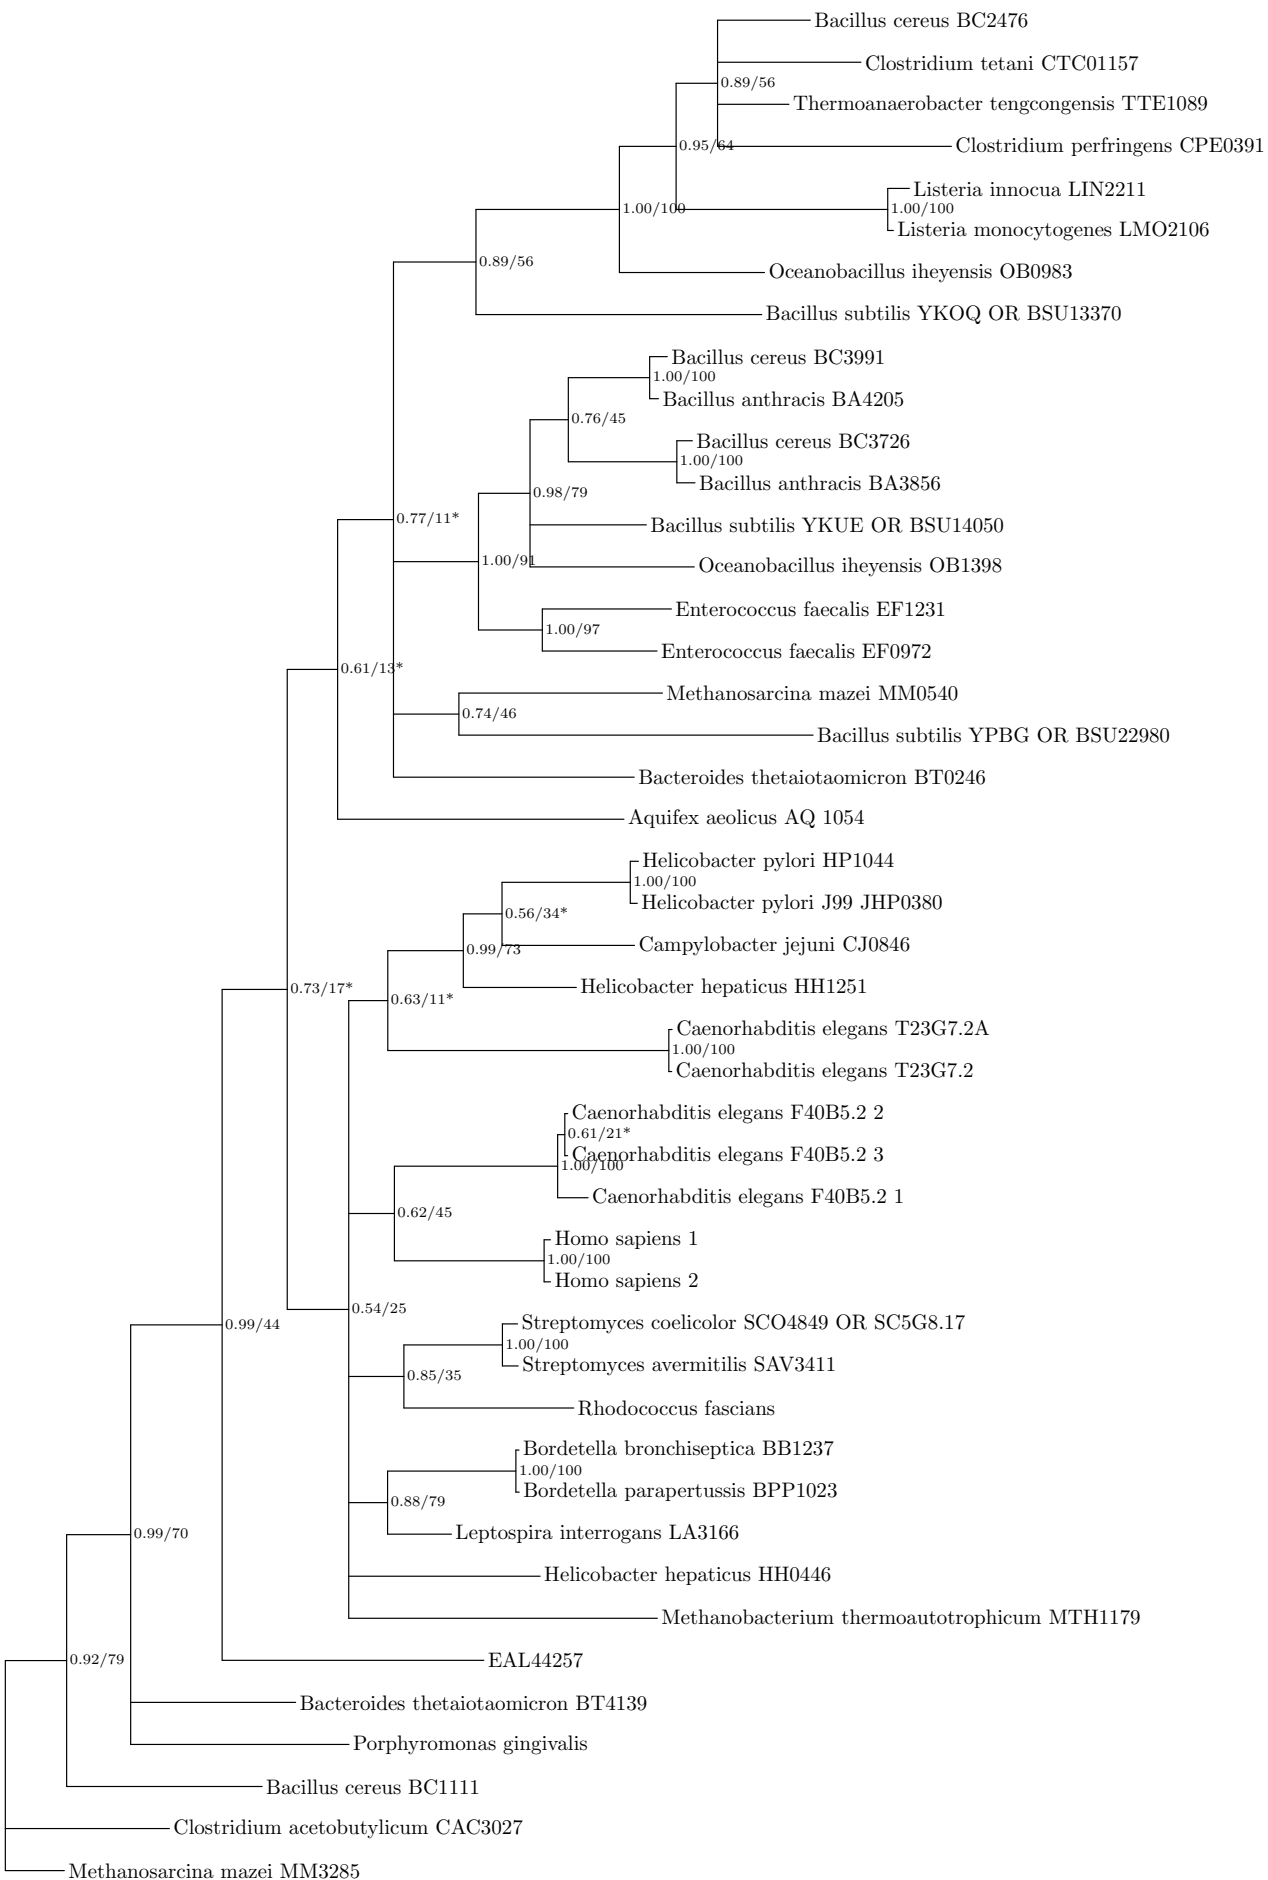 Bacillus cereus BC2476
Clostridium tetani CTC01157
0.89/56
Thermoanaerobacter tengcongensis TTE1089
0.95/64
Clostridium perfringens CPE0391
Listeria innocua LIN2211
1.00/100
1.00/100
Listeria monocytogenes LMO2106
0.89/56
Oceanobacillus iheyensis OB0983
Bacillus subtilis YKOQ OR BSU13370
Bacillus cereus BC3991
1.00/100
Bacillus anthracis BA4205
0.76/45
Bacillus cereus BC3726
1.00/100
Bacillus anthracis BA3856
0.98/79
0.77/11*
Bacillus subtilis YKUE OR BSU14050
1.00/91
Oceanobacillus iheyensis OB1398
Enterococcus faecalis EF1231
1.00/97
Enterococcus faecalis EF0972
0.61/13*
Methanosarcina mazei MM0540
0.74/46
Bacillus subtilis YPBG OR BSU22980
Bacteroides thetaiotaomicron BT0246
Aquifex aeolicus AQ 1054
Helicobacter pylori HP1044
1.00/100
Helicobacter pylori J99 JHP0380
0.56/34*
Campylobacter jejuni CJ0846
0.99/73
Helicobacter hepaticus HH1251
0.73/17*
0.63/11*
Caenorhabditis elegans T23G7.2A
1.00/100
Caenorhabditis elegans T23G7.2
Caenorhabditis elegans F40B5.2 2
0.61/21*
Caenorhabditis elegans F40B5.2 3
1.00/100
Caenorhabditis elegans F40B5.2 1
0.62/45
Homo sapiens 1
1.00/100
Homo sapiens 2
0.54/25
0.99/44
Streptomyces coelicolor SCO4849 OR SC5G8.17
1.00/100
Streptomyces avermitilis SAV3411
0.85/35
Rhodococcus fascians
Bordetella bronchiseptica BB1237
1.00/100
Bordetella parapertussis BPP1023
0.88/79
0.99/70
Leptospira interrogans LA3166
Helicobacter hepaticus HH0446
Methanobacterium thermoautotrophicum MTH1179
0.92/79
EAL44257
Bacteroides thetaiotaomicron BT4139
Porphyromonas gingivalis
Bacillus cereus BC1111
Clostridium acetobutylicum CAC3027
Methanosarcina mazei MM3285